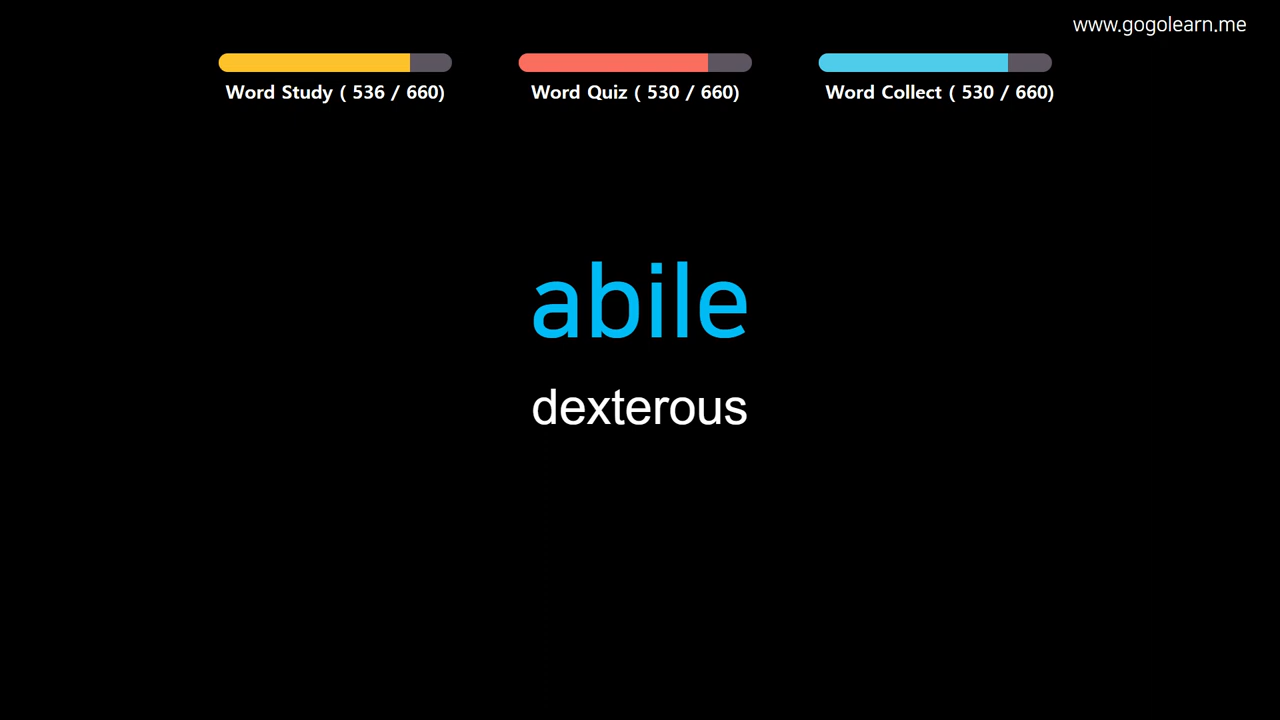 www.gogolearn.me
Word Study ( 536 / 660)
Word Quiz ( 530 / 660)
Word Collect ( 530 / 660)
abile
dexterous